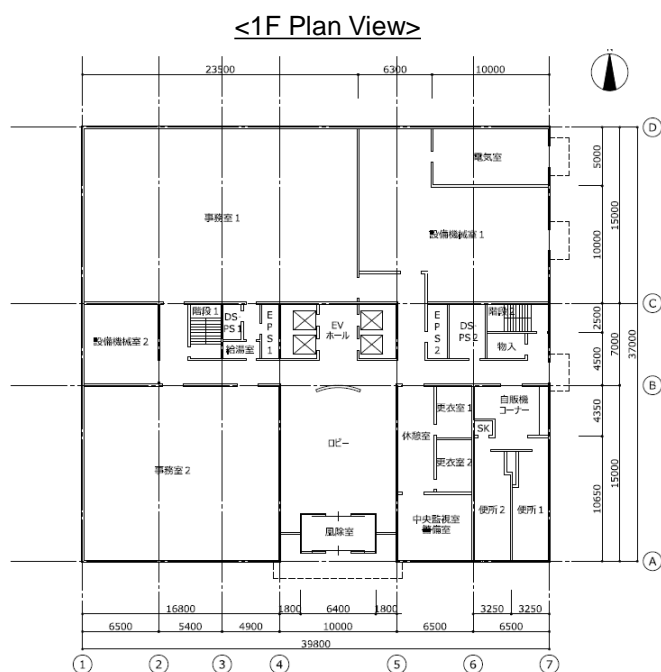 <1F Plan View>
23500
6300
10000
N
D
電気室
5000
事務室 1
設備機械室 1
15000
10000
C
階段 1
DS·
PS 1
E
P
S
1
EV
ホール
E
P
S
2
DS·
PS 2
階段 2
2500
設備機械室 2
給湯室
物入
4500
7000
37000
B
更衣室 1
自販機
コーナー
4350
休憩室
SK
ロビー
事務室 2
更衣室 2
15000
10650
風除室
中央監視室
警備室
便所 2
便所 1
A
16800
1800
6400
1800
3250
3250
6500
5400
4900
10000
6500
6500
39800
1
2
3
4
5
6
7